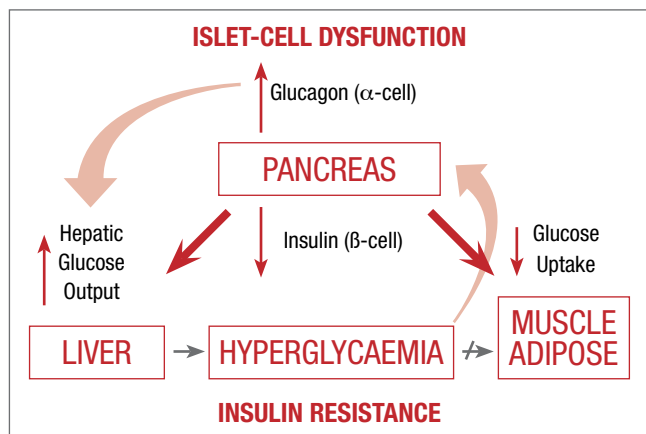 ISLET-CELL DYSFUNCTION
Glucagon (α-cell)
PANCREAS
Hepatic
Glucose
Output
Insulin (ß-cell)
Glucose
Uptake
LIVER
HYPERGLYCAEMIA
MUSCLE
ADIPOSE
INSULIN RESISTANCE